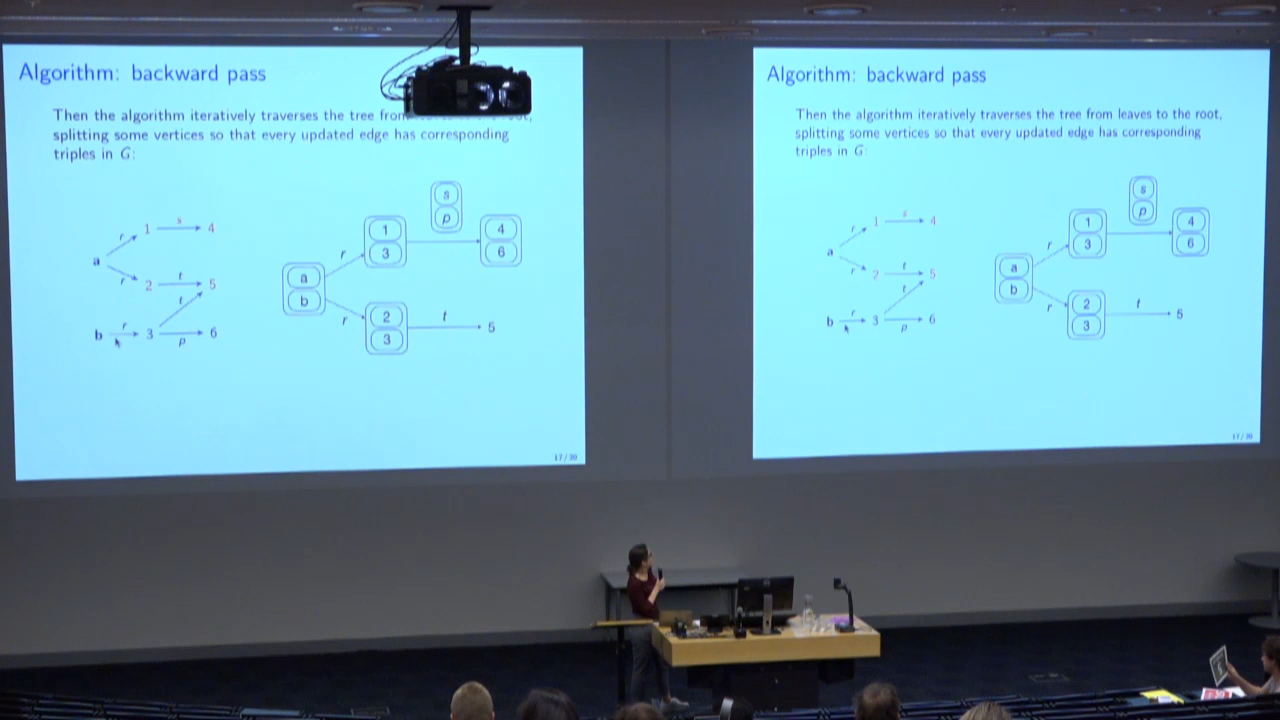 Algorithm: backward pass
Then the algorithm iteratively traverses the tree from root,
splitting some vertices so that every updated edge has corresponding
triples in G:
a r 1 s 4
r 2 t 5
b r 3 t
p 6
a b
r 1 3
s p
4 6
r 2 3
t 5
17/30
Algorithm: backward pass
Then the algorithm iteratively traverses the tree from leaves to the root,
splitting some vertices so that every updated edge has corresponding
triples in G:
a r 1 s 4
r 2 t 5
b r 3 t
p 6
a b
r 1 3
s p
4 6
r 2 3
t 5
17/30